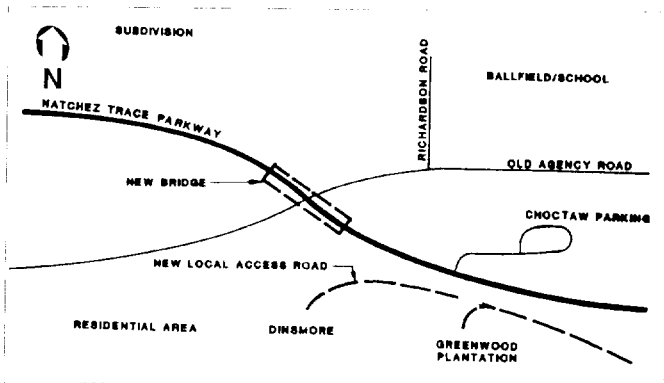 SUBDIVISION
N
RICHARDSON ROAD
BALLFIELD/SCHOOL
NATCHEZ TRACE PARKWAY
OLD AGENCY ROAD
NEW BRIDGE
CHOCTAW PARKING
NEW LOCAL ACCESS ROAD
RESIDENTIAL AREA
DINSMORE
GREENWOOD
PLANTATION